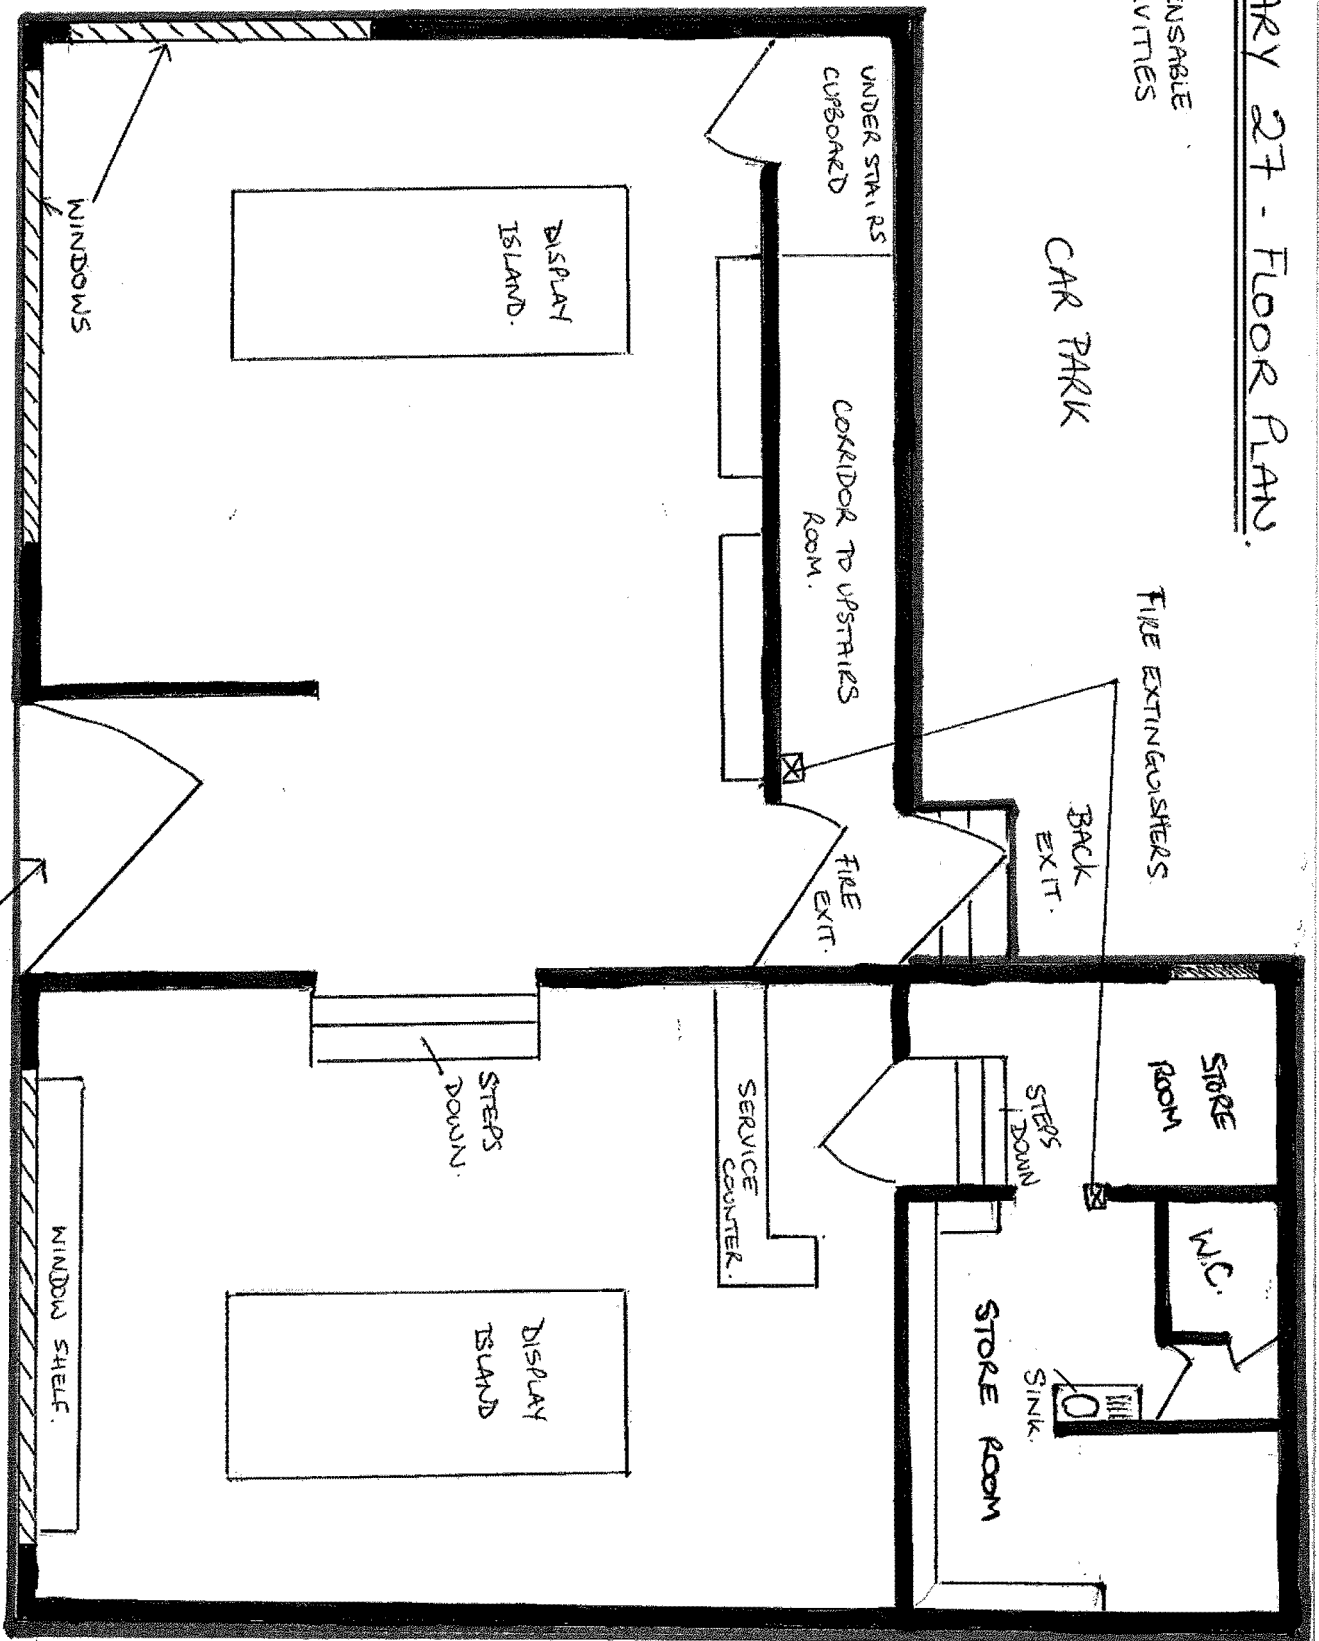 ARY 27 - FLOOR PLAN.
ENSABLE
VITIES
CAR PARK
FIRE EXTINGUISHERS
BACK
EXIT.
UNDER STAIRS
CUPBOARD
CORRIDOR TO UPSTAIRS
ROOM.
FIRE
EXIT.
STORE
ROOM
W.C.
STEPS
DOWN
SINK.
STORE ROOM
DISPLAY
ISLAND.
SERVICE
COUNTER.
STEPS
DOWN.
DISPLAY
ISLAND
WINDOWS
WINDOW SHELF.